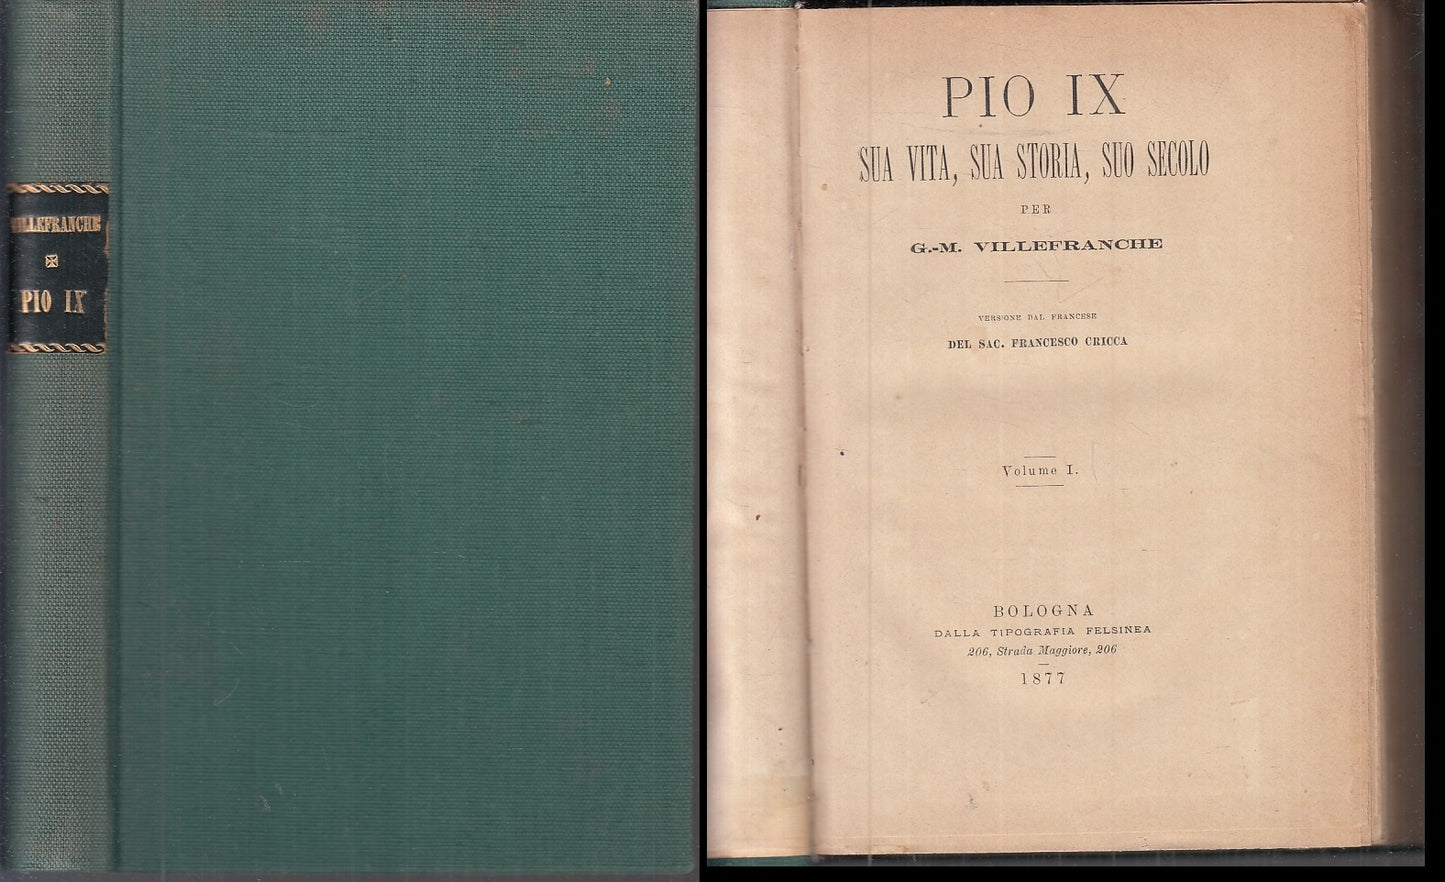 VILLEFRANCHE
PIO IX
PIO IX
SUA VITA, SUA STORIA, SUO SECOLO
PER
G.-M. VILLEFRANCHE
VERSIONE DAL FRANCESE
DEL SAC. FRANCESCO CRICCA
Volume I.
BOLOGNA
DALLA TIPOGRAFIA FELSINEA
206, Strada Maggiore, 206
1877